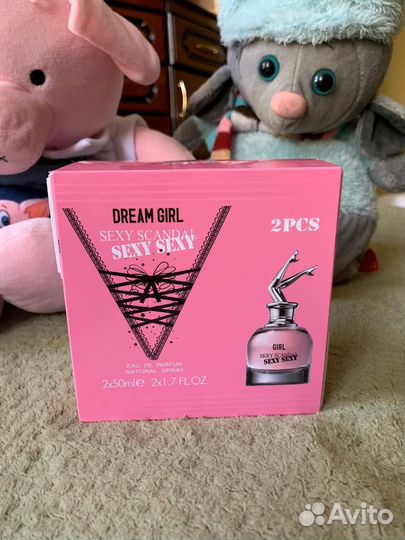 DREAM GIRL
SEXY SCANDAL
SEXY SEXY
2PCS
GIRL
SEXY SCANDAL
SEXY SEXY
EAU DE PARFUM
NATURAL SPRAY
2x50ml℮ 2x1.7 FL.OZ.
Avito